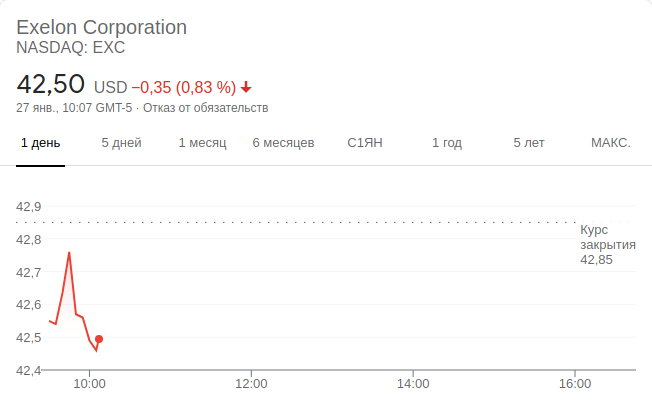 Exelon Corporation
NASDAQ: EXC
42,50 USD −0,35 (0,83 %)
27 янв., 10:07 GMT-5 · Отказ от обязательств
1 день 5 дней 1 месяц 6 месяцев С1ЯН 1 год 5 лет МАКС.
42,9
42,8
42,7
42,6
42,5
42,4
Курс
закрытия
42,85
10:00 12:00 14:00 16:00